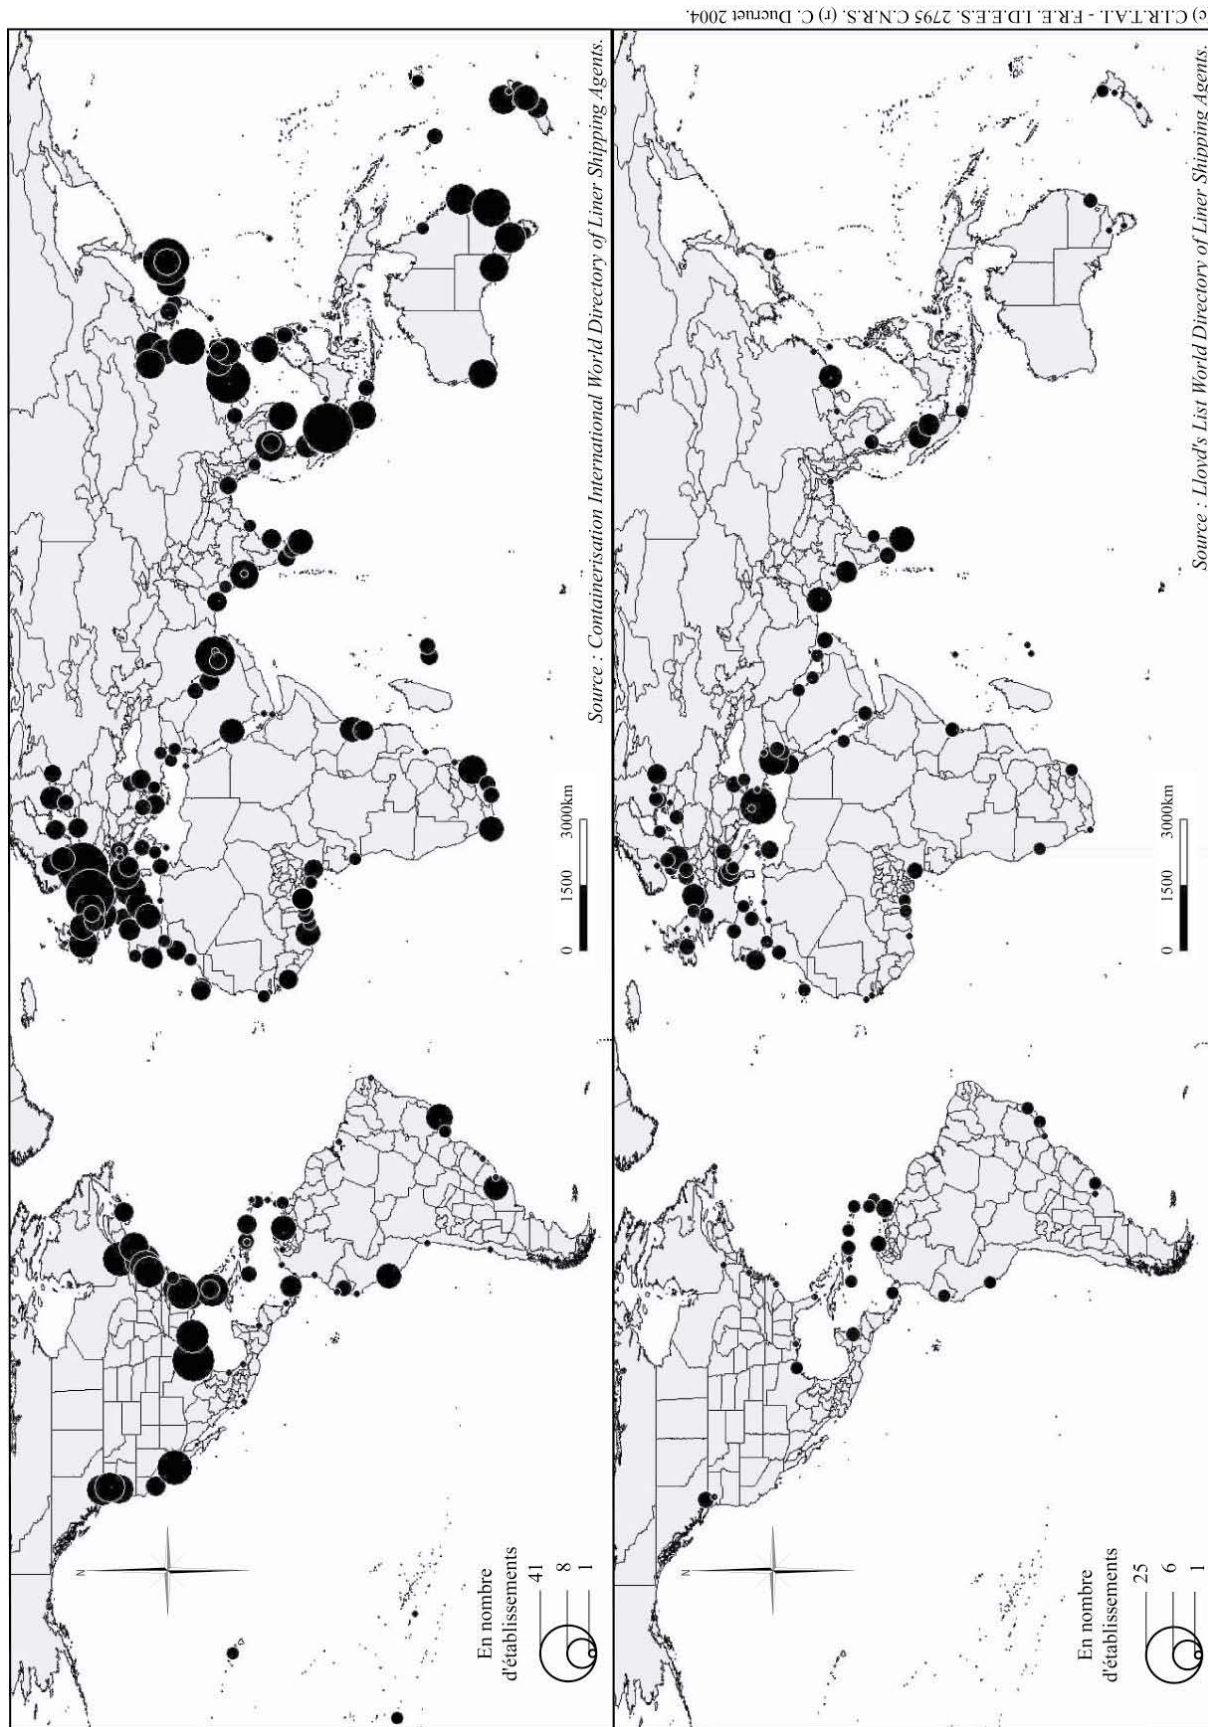 N
En nombre
d'établissements
41
8
1
0 1500 3000km
Source : Containerisation International World Directory of Liner Shipping Agents.
N
En nombre
d'établissements
25
6
1
0 1500 3000km
Source : Lloyd's List World Directory of Liner Shipping Agents.
c) C.I.R.T.A.I. - F.R.E. I.D.E.E.S. 2795 C.N.R.S. (r) C. Ducruet 2004.